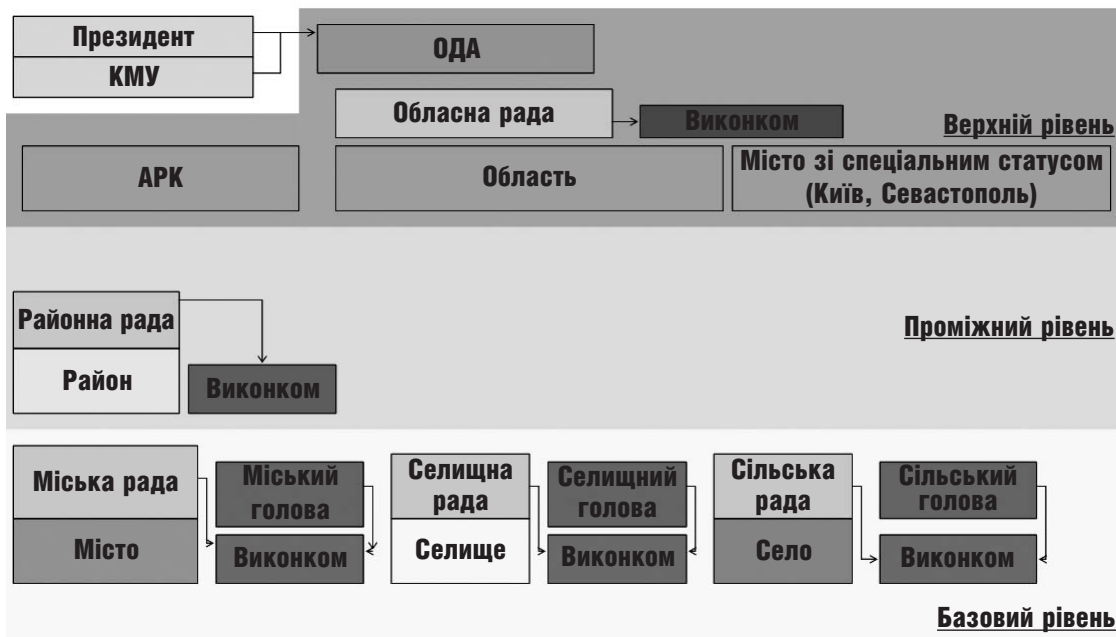 Президент
КМУ
ОДА
Обласна рада
Виконком
Верхній рівень
АРК
Область
Місто зі спеціальним статусом
(Київ, Севастополь)
Районна рада
Район
Виконком
Проміжний рівень
Міська рада
Місто
Міський
голова
Виконком
Селищна
рада
Селище
Селищний
голова
Виконком
Сільська
рада
Село
Сільський
голова
Виконком
Базовий рівень